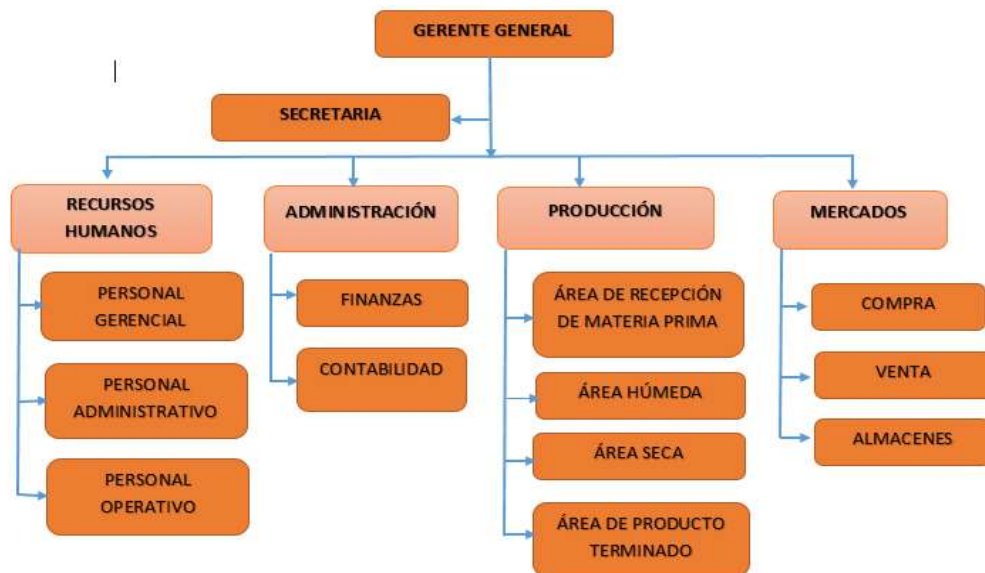 GERENTE GENERAL
SECRETARIA
RECURSOS
HUMANOS
PERSONAL
GERENCIAL
PERSONAL
ADMINISTRATIVO
PERSONAL
OPERATIVO
ADMINISTRACIÓN
FINANZAS
CONTABILIDAD
PRODUCCIÓN
ÁREA DE RECEPCIÓN
DE MATERIA PRIMA
ÁREA HÚMEDA
ÁREA SECA
ÁREA DE PRODUCTO
TERMINADO
MERCADOS
COMPRA
VENTA
ALMACENES